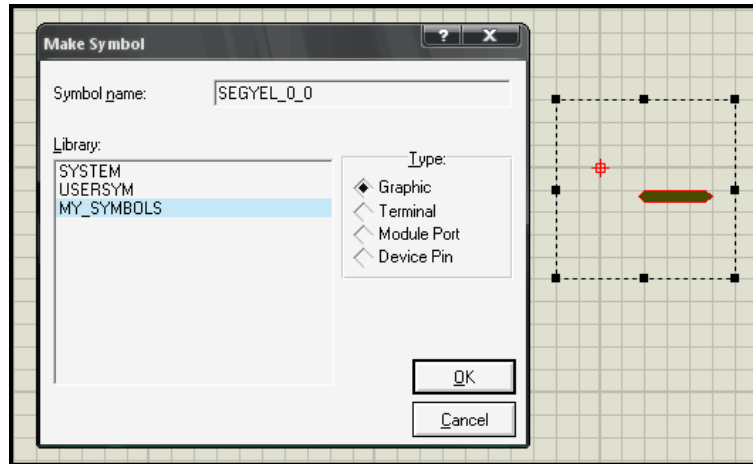 Make Symbol
Symbol name: SEGYEL_0_0
Library:
SYSTEM
USERSYM
MY_SYMBOLS
Type:
Graphic
Terminal
Module Port
Device Pin
OK
Cancel